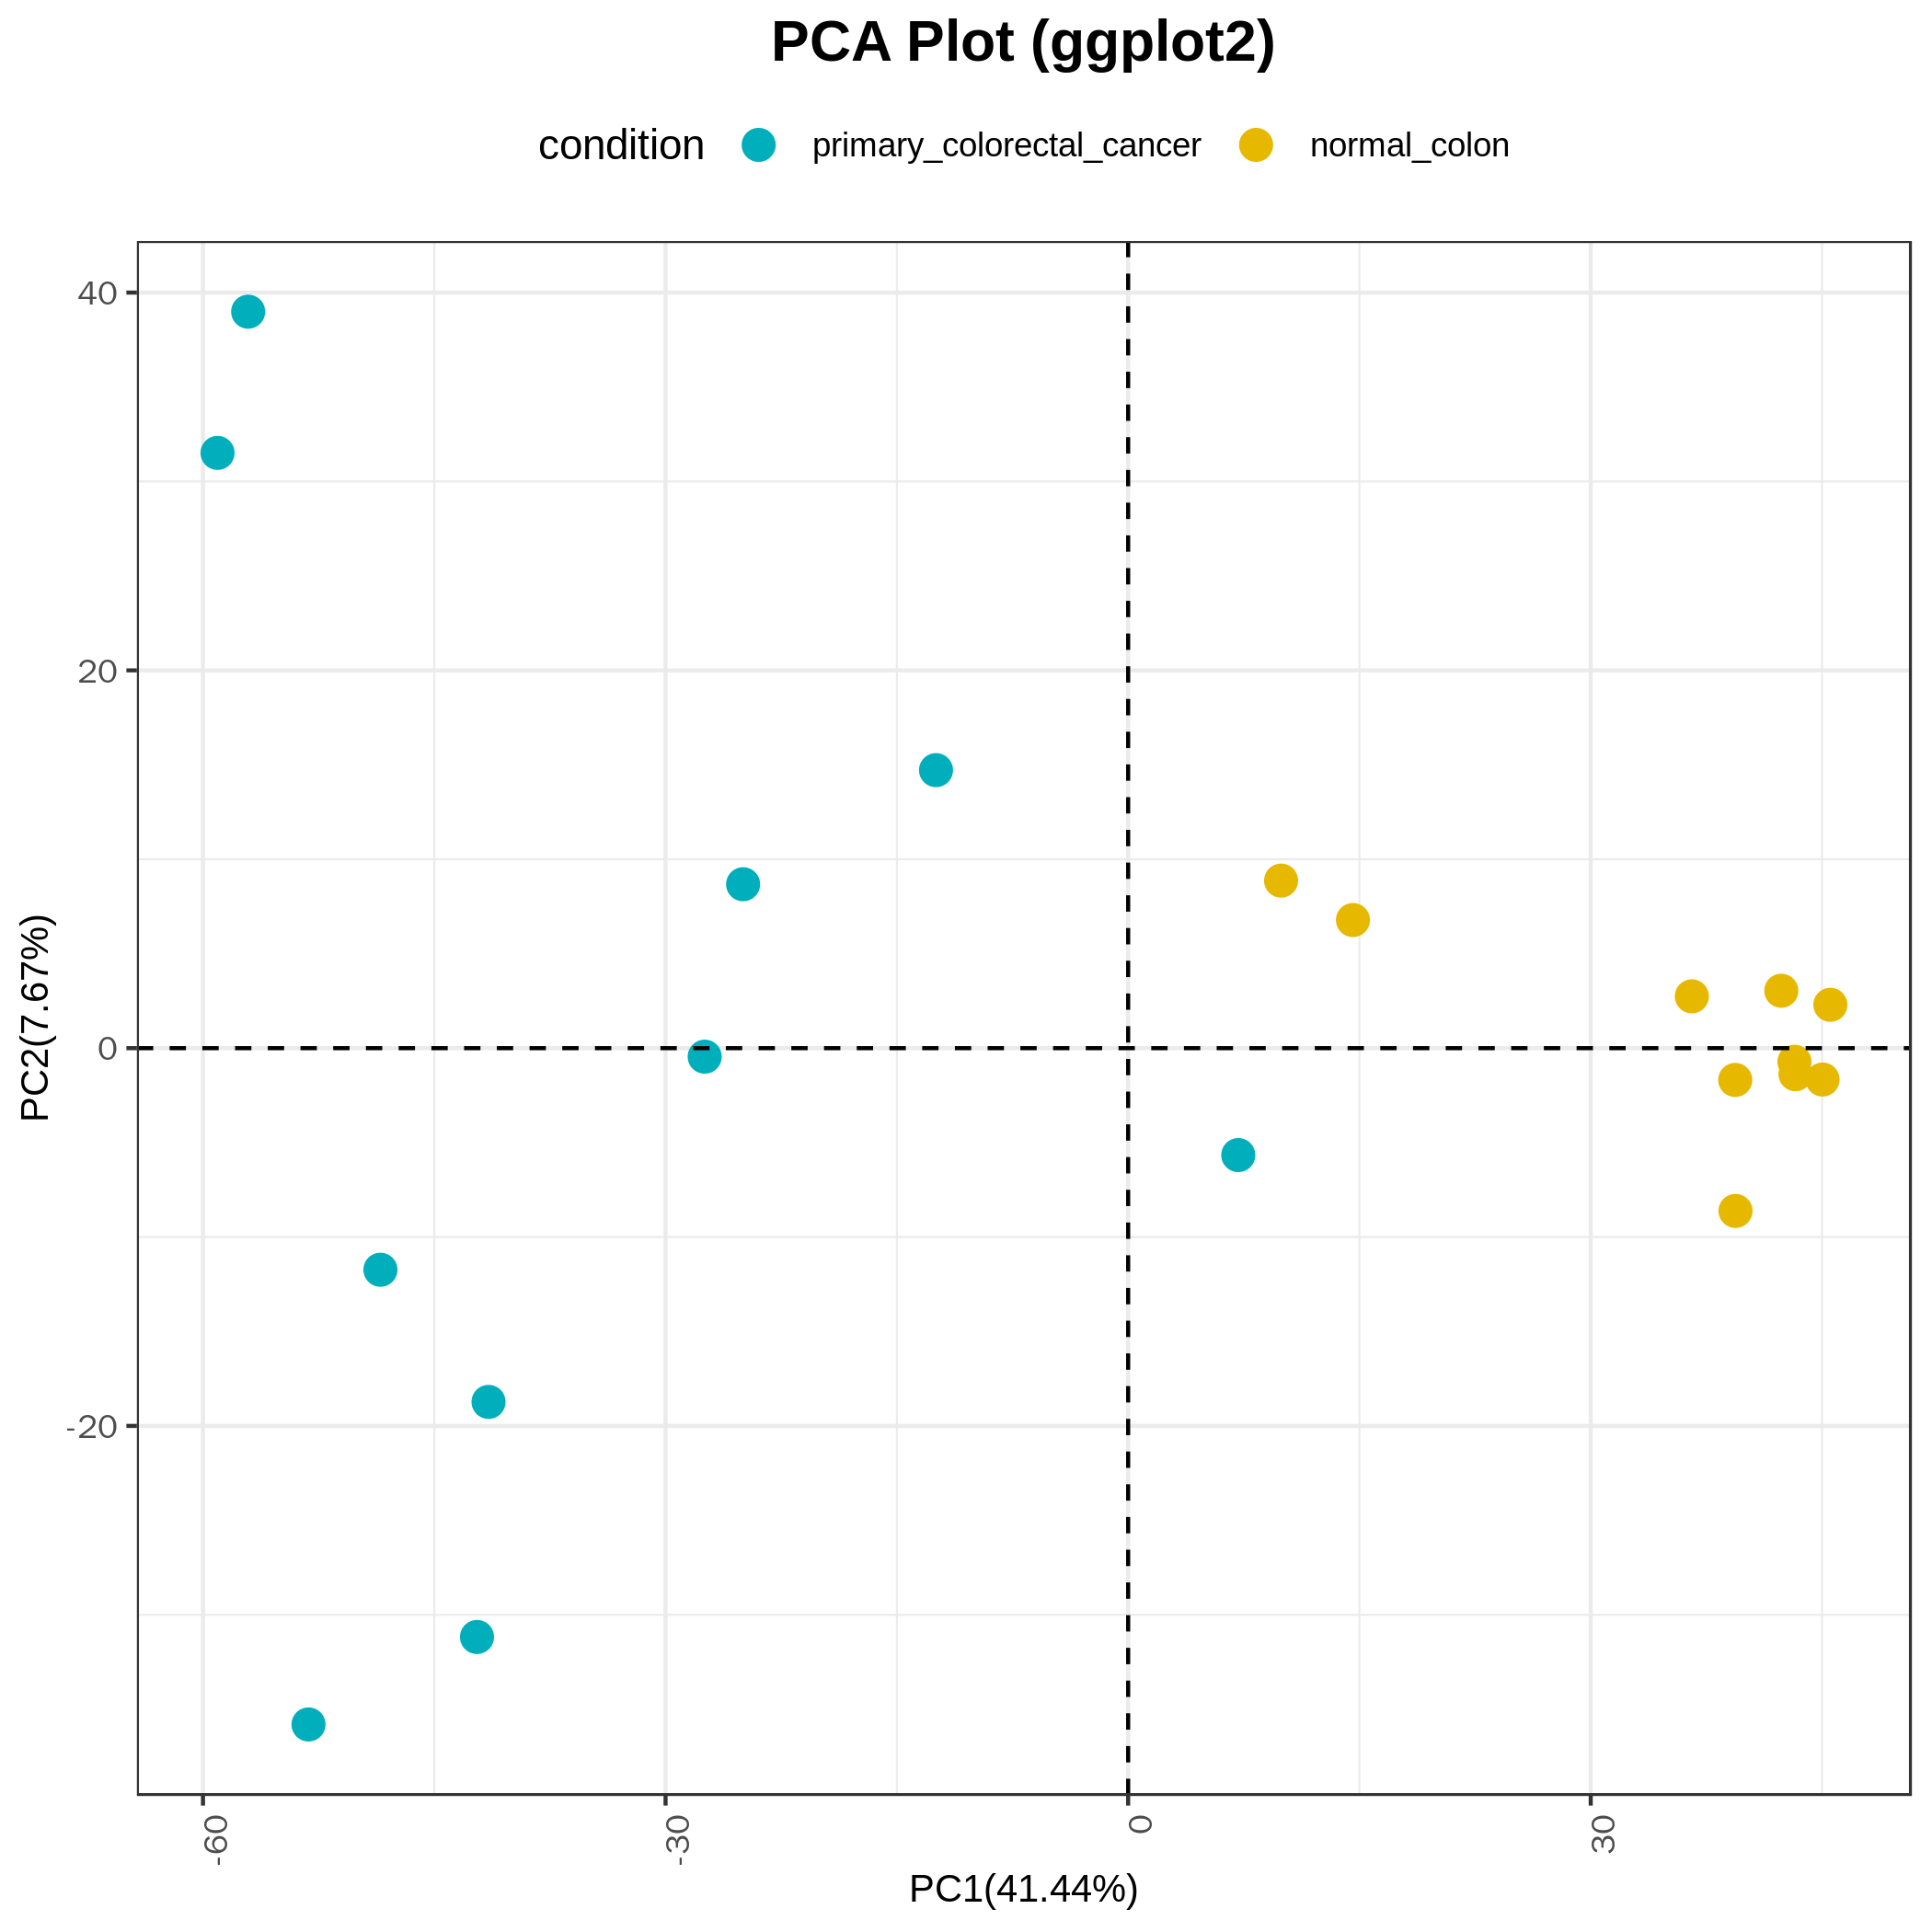 PCA Plot (ggplot2)
condition primary_colorectal_cancer normal_colon
40
20
0
-20
PC2(7.67%)
-60 -30 0 30
PC1(41.44%)